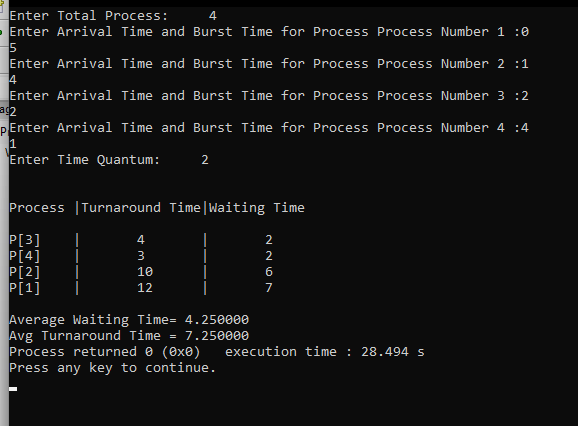 Enter Total Process:     4
Enter Arrival Time and Burst Time for Process Process Number 1 :0
5
Enter Arrival Time and Burst Time for Process Process Number 2 :1
4
Enter Arrival Time and Burst Time for Process Process Number 3 :2
2
Enter Arrival Time and Burst Time for Process Process Number 4 :4
1
Enter Time Quantum:     2
Process |Turnaround Time|Waiting Time
P[3]    |       4       |       2
P[4]    |       3       |       2
P[2]    |       10      |       6
P[1]    |       12      |       7
Average Waiting Time= 4.250000
Avg Turnaround Time = 7.250000
Process returned 0 (0x0)   execution time : 28.494 s
Press any key to continue.